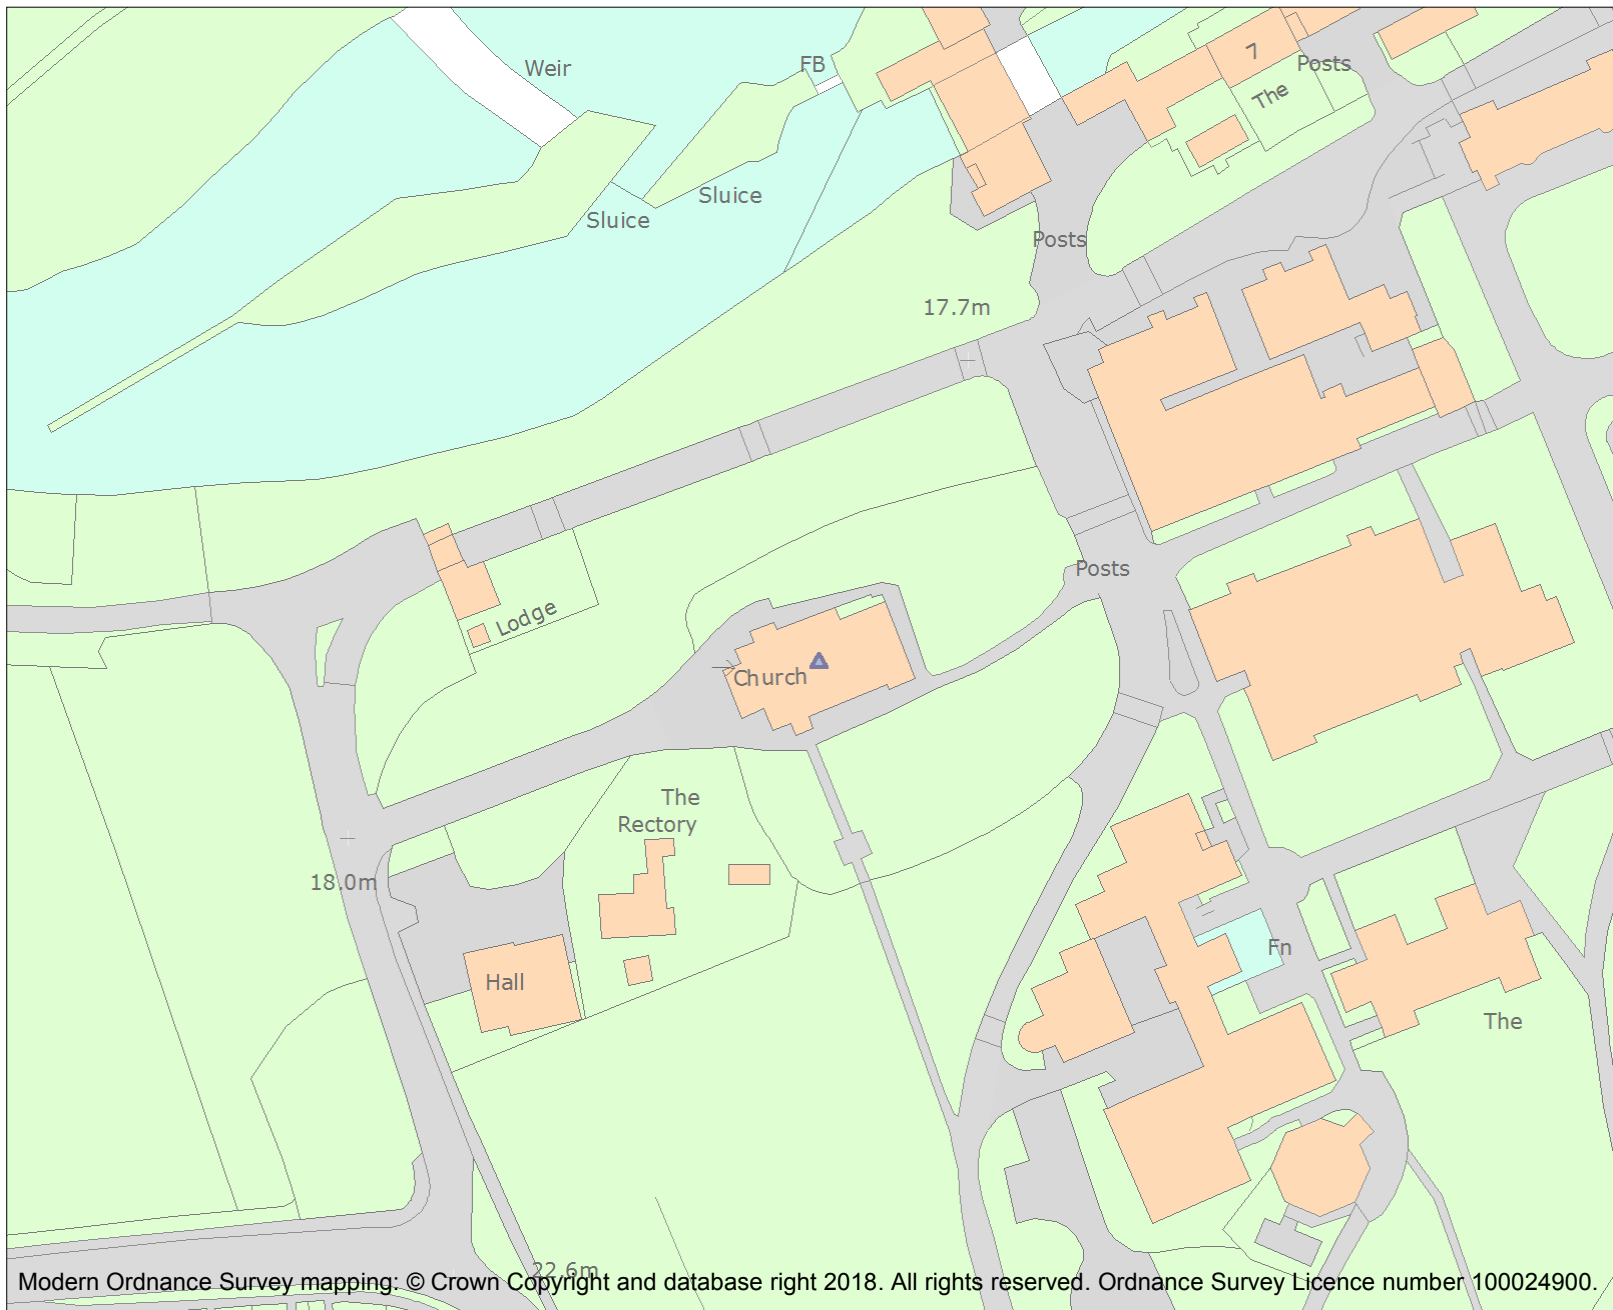 Weir
FB
7
Posts
The
Sluice
Sluice
Posts
17.7m
Posts
Lodge
Church
The
Rectory
18.0m
Hall
Fn
The
22.6m
Modern Ordnance Survey mapping: © Crown Copyright and database right 2018. All rights reserved. Ordnance Survey Licence number 100024900.